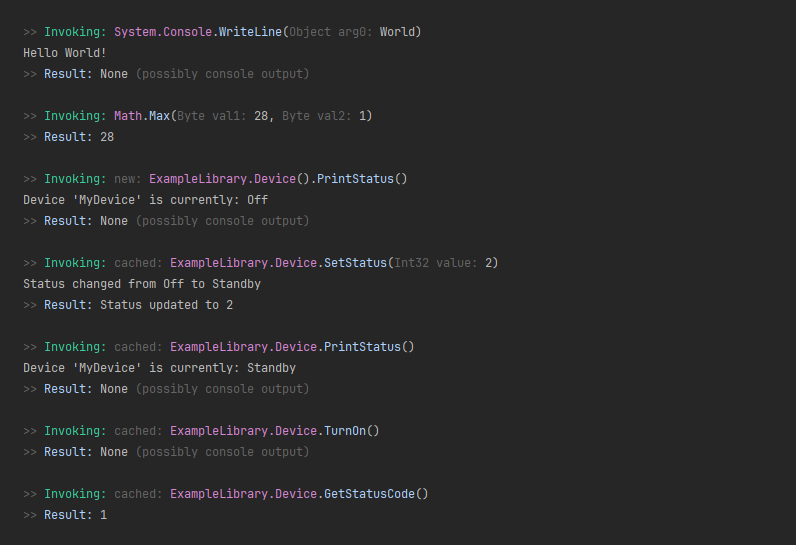 >> Invoking: System.Console.WriteLine(Object arg0: World)
Hello World!
>> Result: None (possibly console output)
>> Invoking: Math.Max(Byte val1: 28, Byte val2: 1)
>> Result: 28
>> Invoking: new: ExampleLibrary.Device().PrintStatus()
Device 'MyDevice' is currently: Off
>> Result: None (possibly console output)
>> Invoking: cached: ExampleLibrary.Device.SetStatus(Int32 value: 2)
Status changed from Off to Standby
>> Result: Status updated to 2
>> Invoking: cached: ExampleLibrary.Device.PrintStatus()
Device 'MyDevice' is currently: Standby
>> Result: None (possibly console output)
>> Invoking: cached: ExampleLibrary.Device.TurnOn()
>> Result: None (possibly console output)
>> Invoking: cached: ExampleLibrary.Device.GetStatusCode()
>> Result: 1